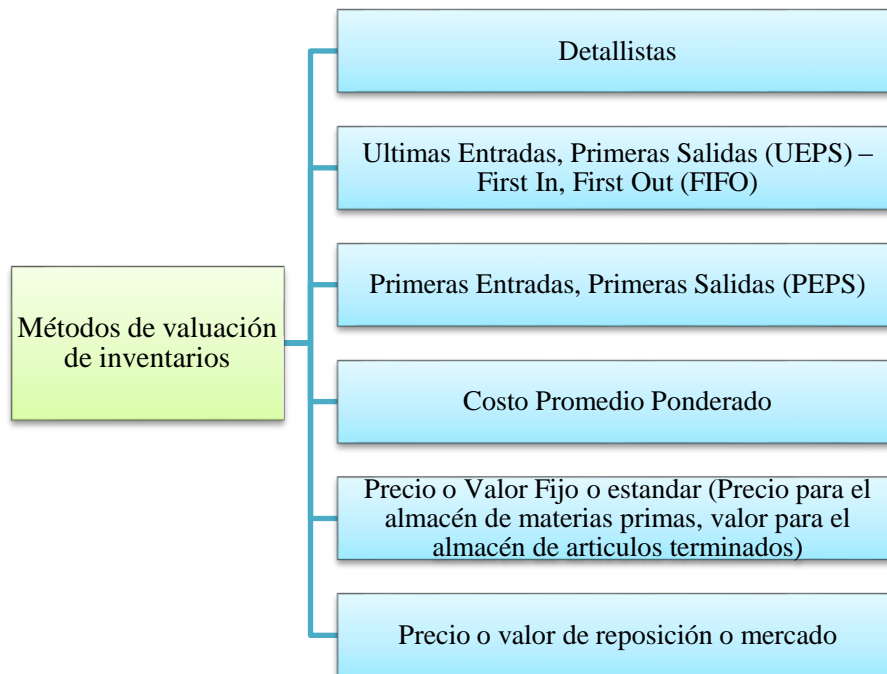 Detallistas
Ultimas Entradas, Primeras Salidas (UEPS) –
First In, First Out (FIFO)
Primeras Entradas, Primeras Salidas (PEPS)
Métodos de valuación
de inventarios
Costo Promedio Ponderado
Precio o Valor Fijo o estandar (Precio para el
almacén de materias primas, valor para el
almacén de articulos terminados)
Precio o valor de reposición o mercado